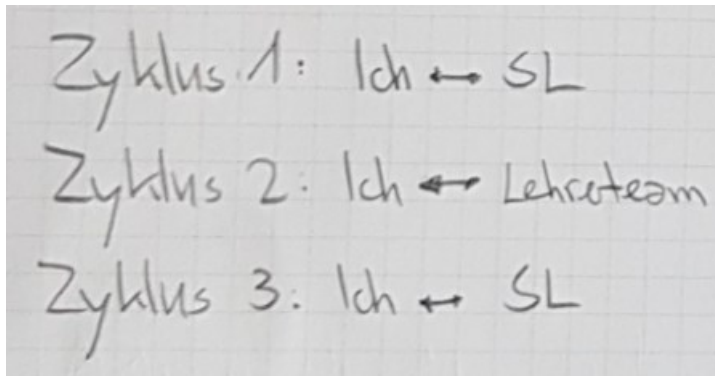 Zyklus 1: Ich ↔ SL
Zyklus 2: Ich ↔ Lehrerteam
Zyklus 3: Ich ↔ SL